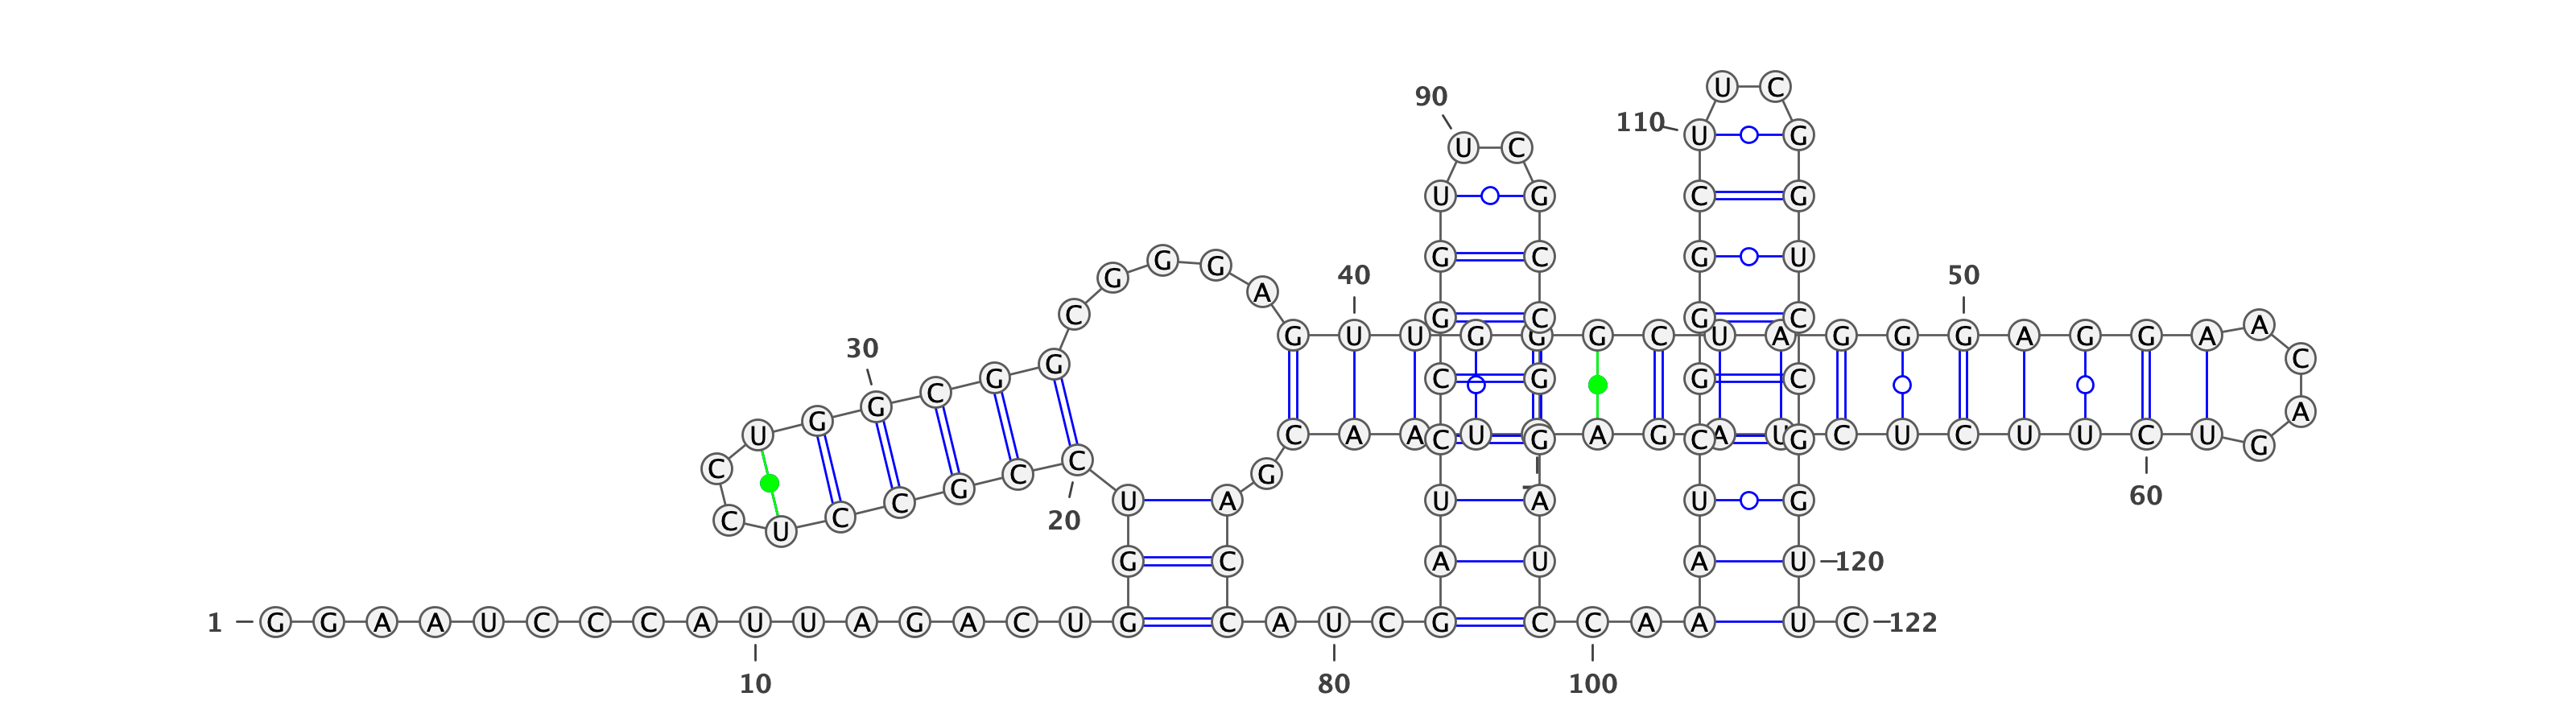 U C
90
110 U G
U C
U G C G
G C G U
G G G
40 50
A
C G C G C
G U U G G G C U A G G G A G G A A
30
C A
G
G
C G C G
G
G A
U
C A A U A G A U C U C U U C U G
C G G
C C G
C G
60
C C
C
20
U
U A U A U G
G C A U A U 120
1 G G A A U C C C A U U A G A C U G C A U C G C C A A U C 122
10 80 100